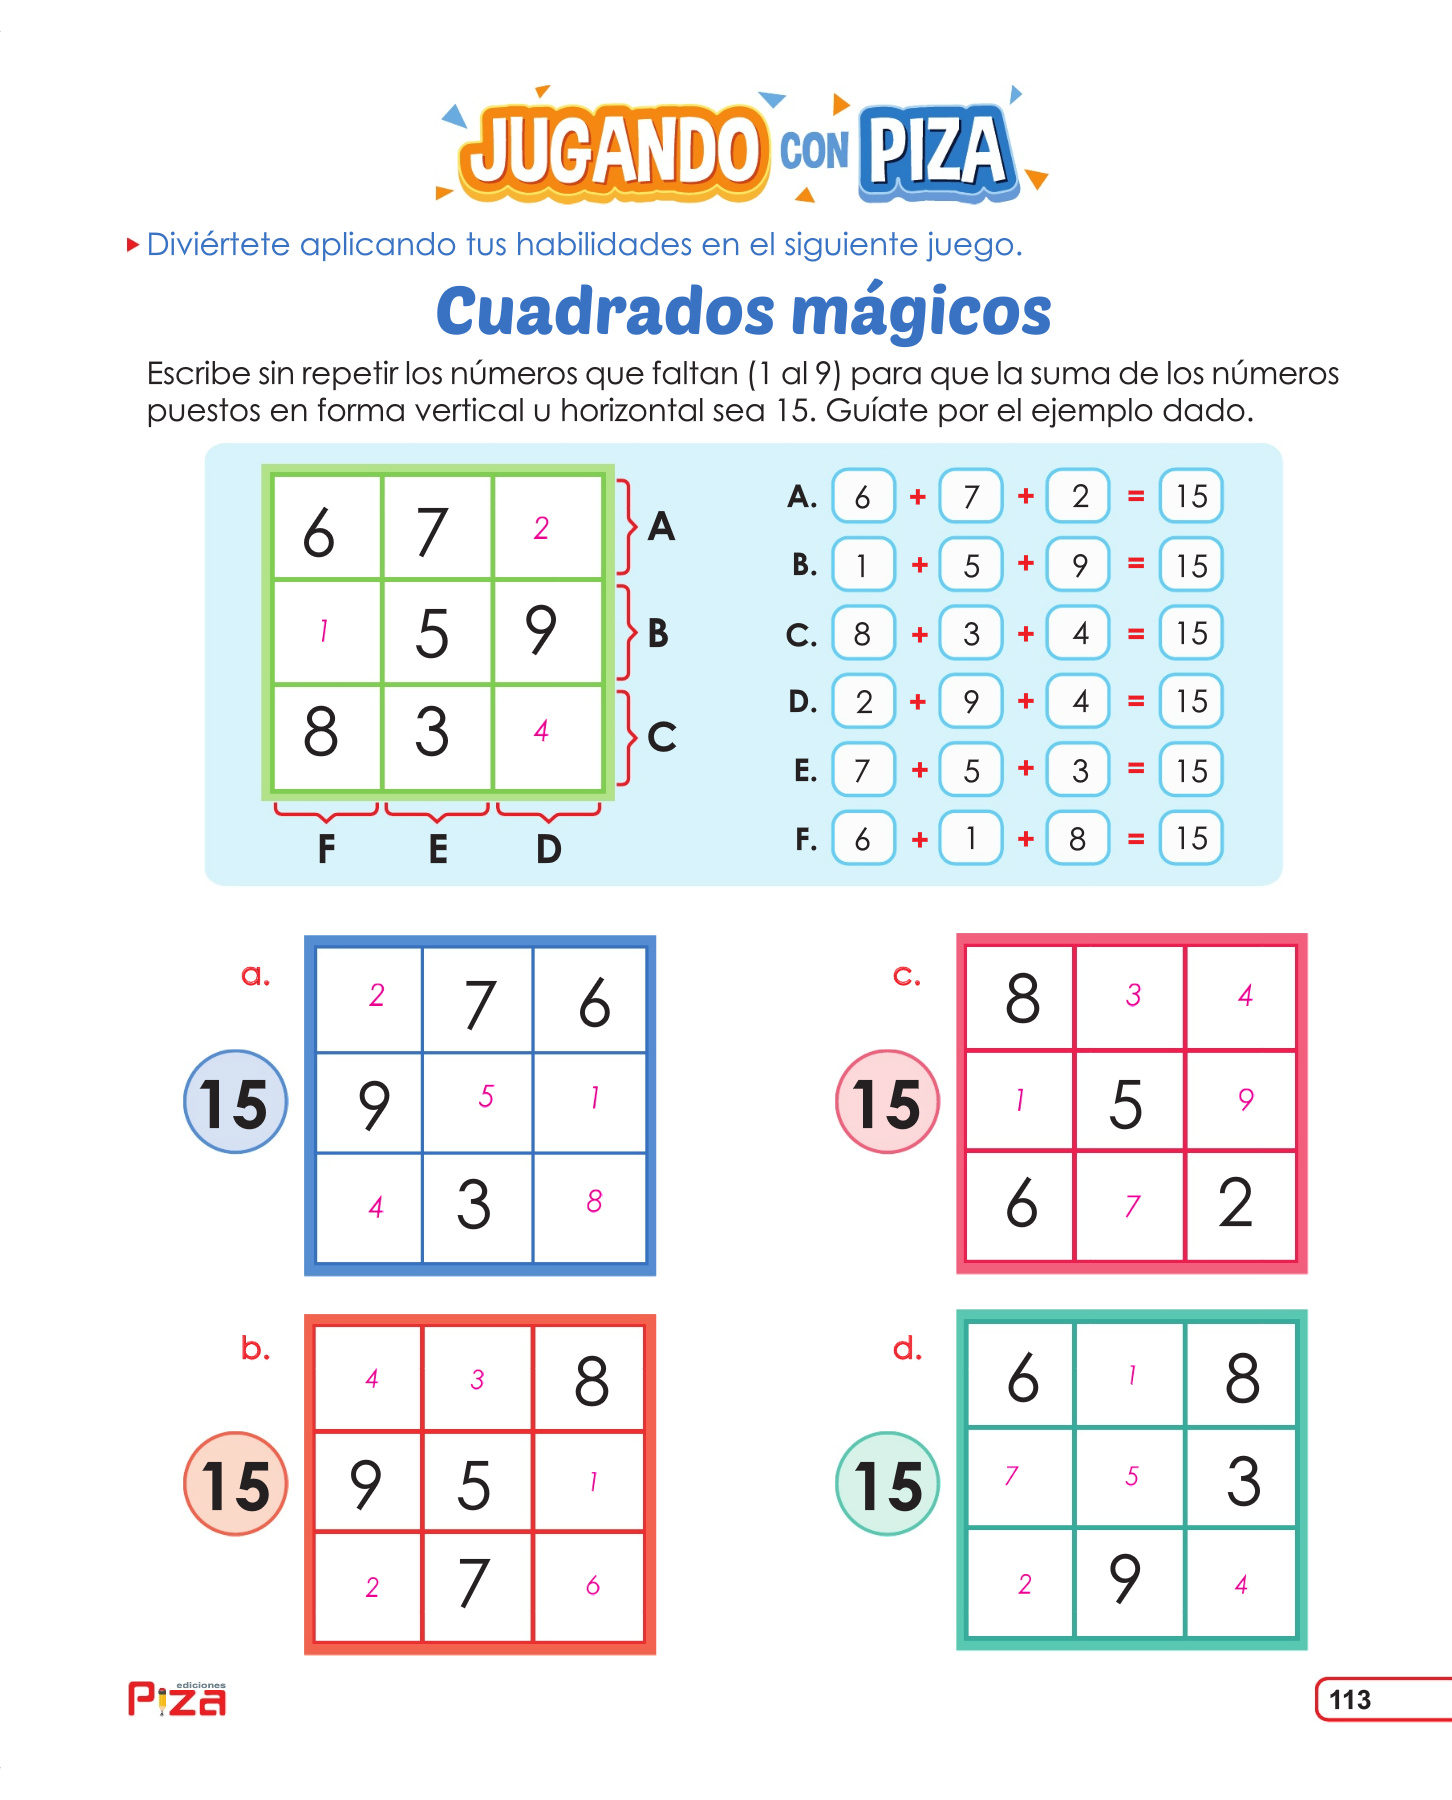 JUGANDO CON PIZA
Diviértete aplicando tus habilidades en el siguiente juego.
Cuadrados mágicos
Escribe sin repetir los números que faltan (1 al 9) para que la suma de los números
puestos en forma vertical u horizontal sea 15. Guíate por el ejemplo dado.
6 7 2 A
1 5 9 B
8 3 4 C
F E D
A. 6 + 7 + 2 = 15
B. 1 + 5 + 9 = 15
C. 8 + 3 + 4 = 15
D. 2 + 9 + 4 = 15
E. 7 + 5 + 3 = 15
F. 6 + 1 + 8 = 15
a.
15
2 7 6
9 5 1
4 3 8
c.
15
8 3 4
1 5 9
6 7 2
b.
15
4 3 8
9 5 1
2 7 6
d.
15
6 1 8
7 5 3
2 9 4
ediciones
Piza
113